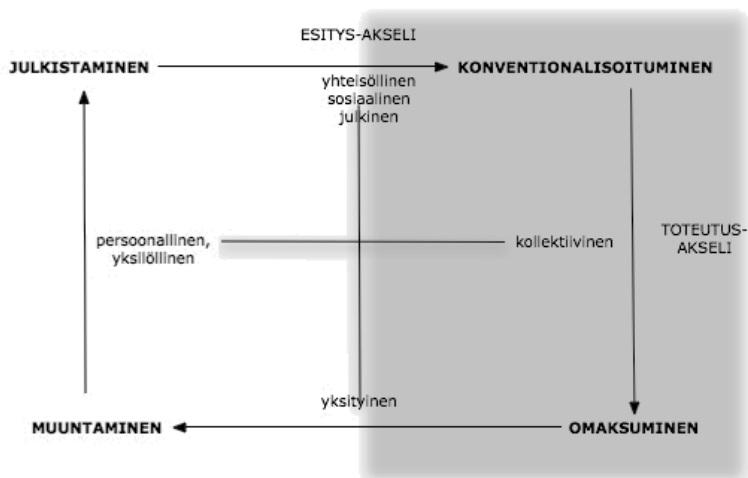 ESITYS-AKSELI
JULKISTAMINEN
KONVENTIONALISOITUMINEN
yhteisöllinen
sosiaalinen
julkinen
persoonallinen,
yksilöllinen
kollektiivinen
TOTEUTUS-
AKSELI
yksityinen
MUUNTAMINEN
OMAKSUMINEN